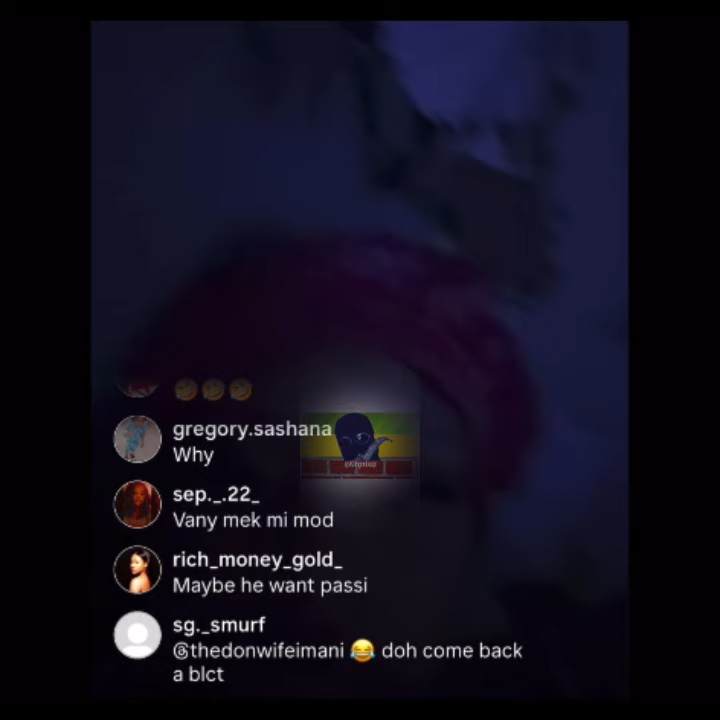 🤣🤣🤣
gregory.sashana
Why
sep._.22_
Vany mek mi mod
rich_money_gold_
Maybe he want passi
sg._smurf
@thedonwifeimani 😂 doh come back
a blct